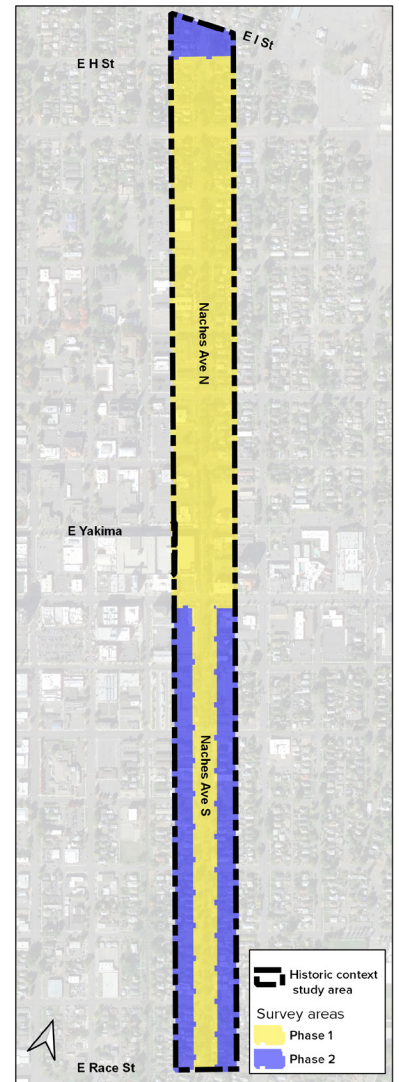 E I St
E H St
Naches Ave N
E Yakima
Naches Ave S
Historic context
study area
Survey areas
Phase 1
Phase 2
E Race St